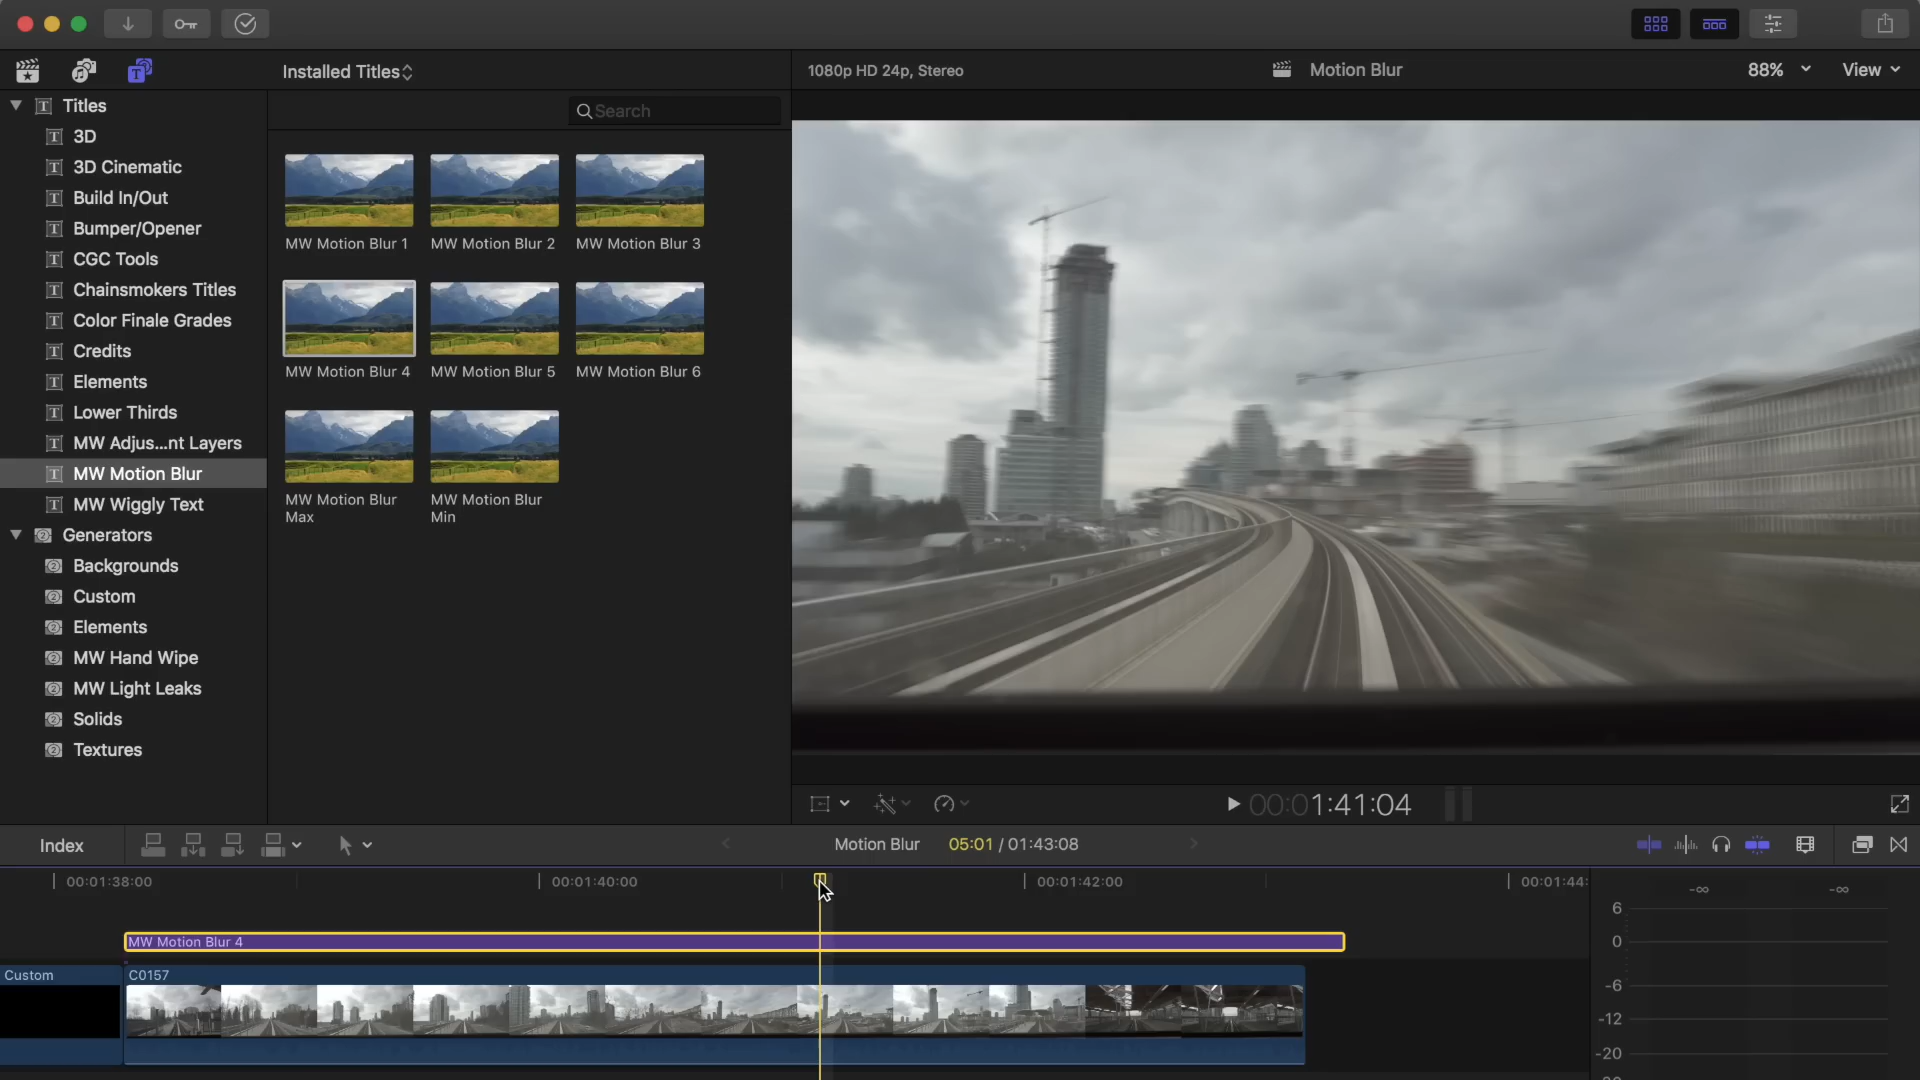 Installed Titles
1080p HD 24p, Stereo
Motion Blur
88%
View
Titles
Search
3D
3D Cinematic
Build In/Out
Bumper/Opener
CGC Tools
Chainsmokers Titles
Color Finale Grades
Credits
Elements
Lower Thirds
MW Adjus...nt Layers
MW Motion Blur
MW Wiggly Text
Generators
Backgrounds
Custom
Elements
MW Hand Wipe
MW Light Leaks
Solids
Textures
MW Motion Blur 1
MW Motion Blur 2
MW Motion Blur 3
MW Motion Blur 4
MW Motion Blur 5
MW Motion Blur 6
MW Motion Blur
Max
MW Motion Blur
Min
00:01:41:04
Index
Motion Blur
05:01 / 01:43:08
00:01:38:00
00:01:40:00
00:01:42:00
00:01:44:
MW Motion Blur 4
Custom
C0157
-∞
-∞
6
0
-6
-12
-20